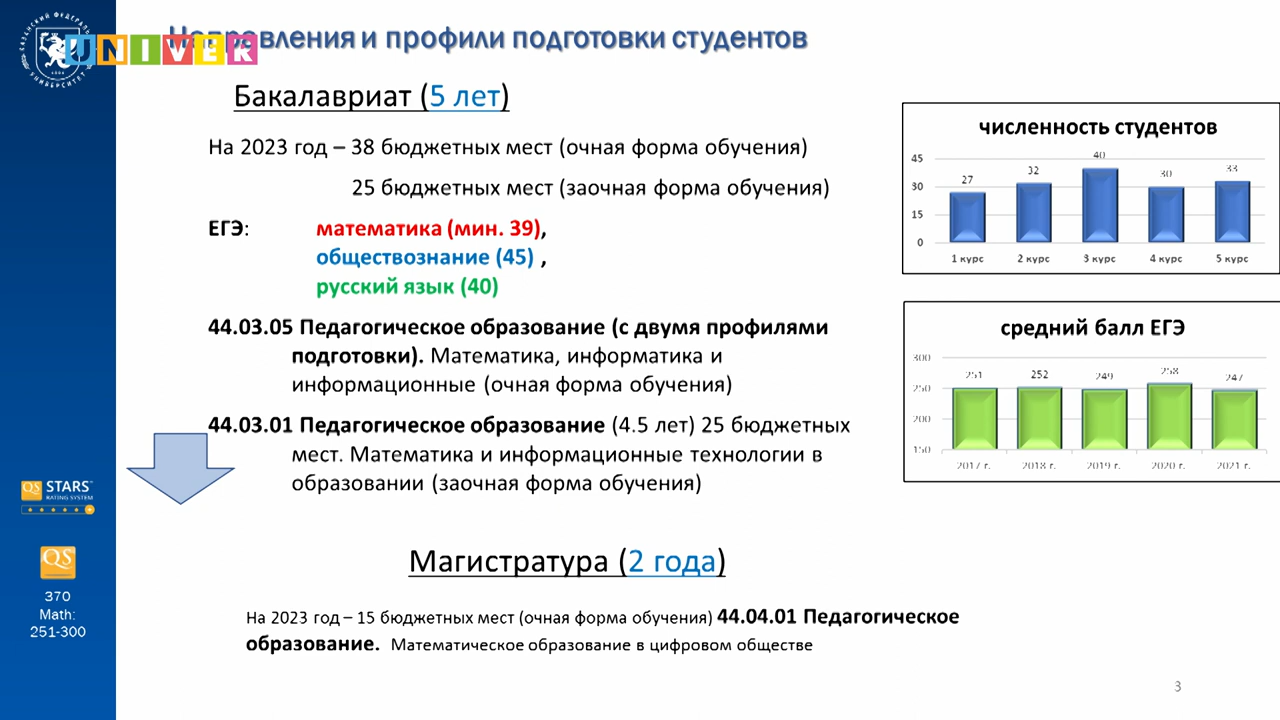 КАЗАНСКИЙ ФЕДЕРАЛЬНЫЙ УНИВЕРСИТЕТ
1804
UNIVER
Направления и профили подготовки студентов
Бакалавриат (5 лет)
На 2023 год – 38 бюджетных мест (очная форма обучения)
25 бюджетных мест (заочная форма обучения)
ЕГЭ: математика (мин. 39),
обществознание (45) ,
русский язык (40)
44.03.05 Педагогическое образование (с двумя профилями
подготовки). Математика, информатика и
информационные (очная форма обучения)
44.03.01 Педагогическое образование (4.5 лет) 25 бюджетных
мест. Математика и информационные технологии в
образовании (заочная форма обучения)
Магистратура (2 года)
На 2023 год – 15 бюджетных мест (очная форма обучения) 44.04.01 Педагогическое
образование. Математическое образование в цифровом обществе
численность студентов
45
30
15
0
27
32
40
30
33
1 курс
2 курс
3 курс
4 курс
5 курс
средний балл ЕГЭ
300
250
200
150
251
252
249
258
247
2017 г.
2018 г.
2019 г.
2020 г.
2021 г.
QS STARS
RATING SYSTEM
QS
370
Math:
251-300
3